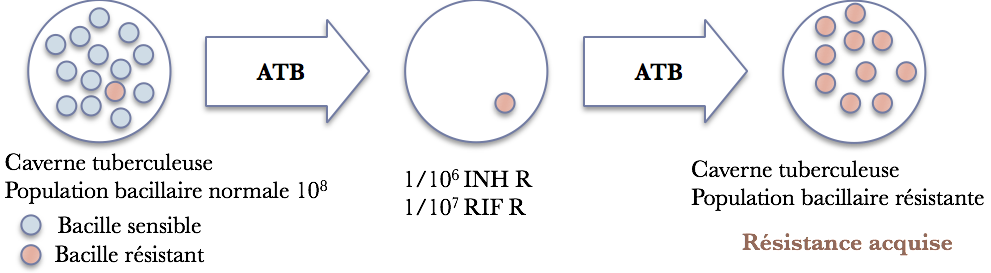 ATB
ATB
Caverne tuberculeuse
Population bacillaire normale 10⁸
Bacille sensible
Bacille résistant
1/10⁶ INH R
1/10⁷ RIF R
Caverne tuberculeuse
Population bacillaire résistante
Résistance acquise